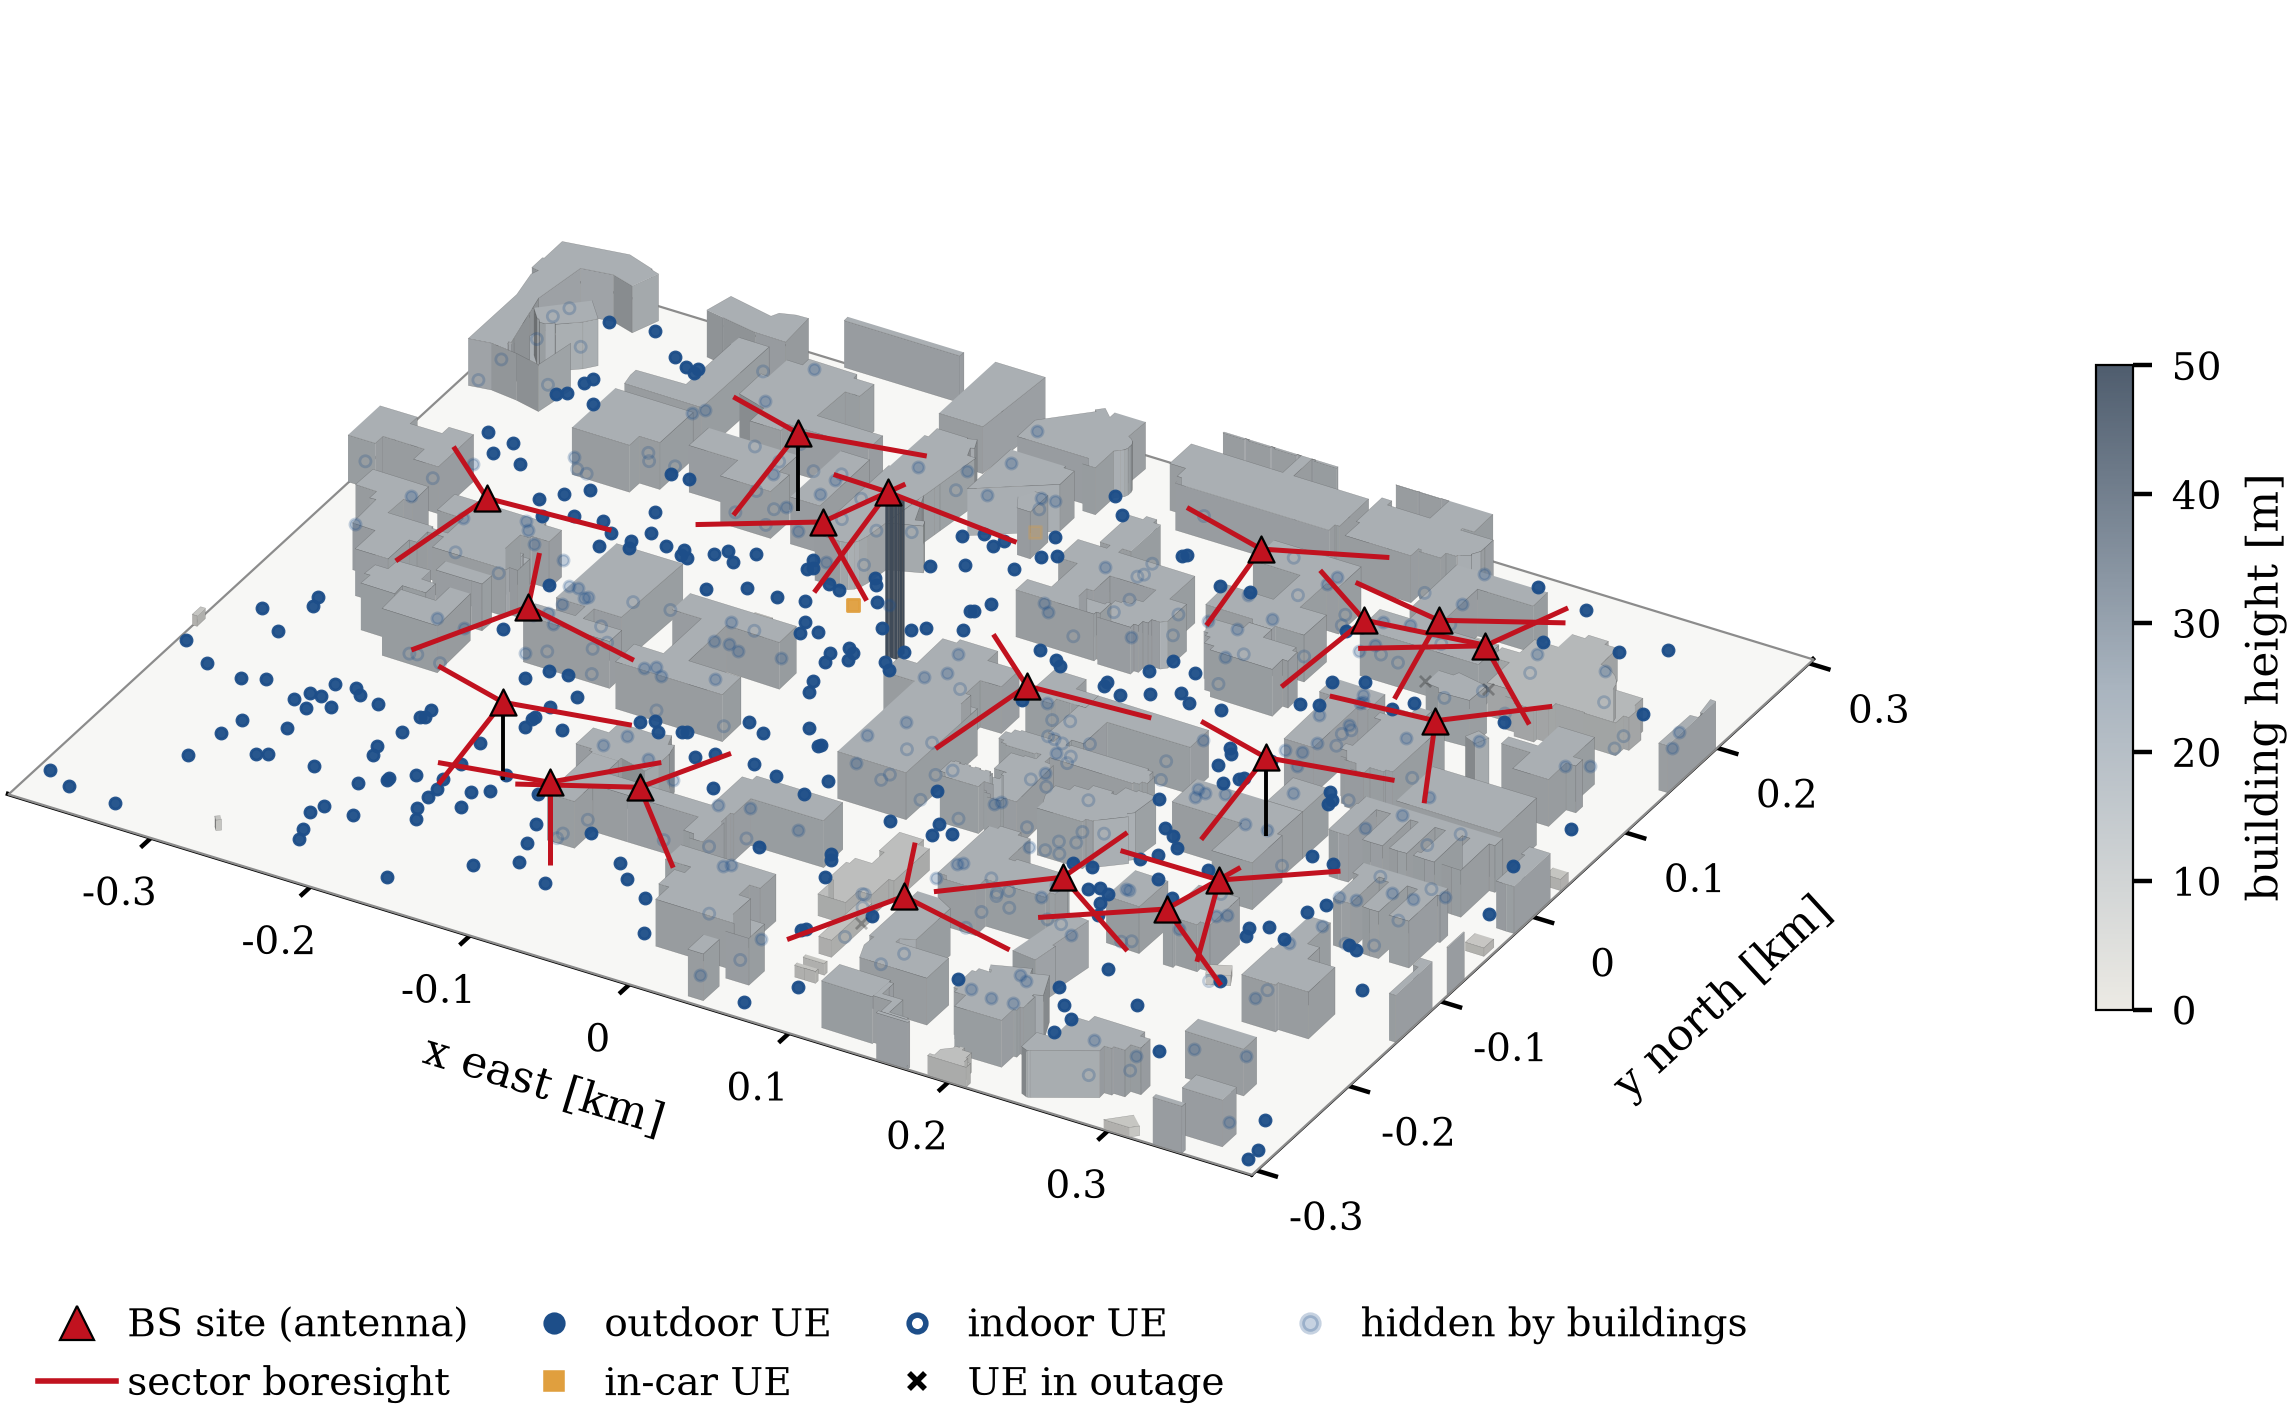 50
40
30
20
10
0
building height [m]
0.3
0.2
0.1
0
-0.1
-0.2
-0.3
y north [km]
-0.3
-0.2
-0.1
0
0.1
0.2
0.3
x east [km]
BS site (antenna)
outdoor UE
indoor UE
hidden by buildings
sector boresight
in-car UE
UE in outage